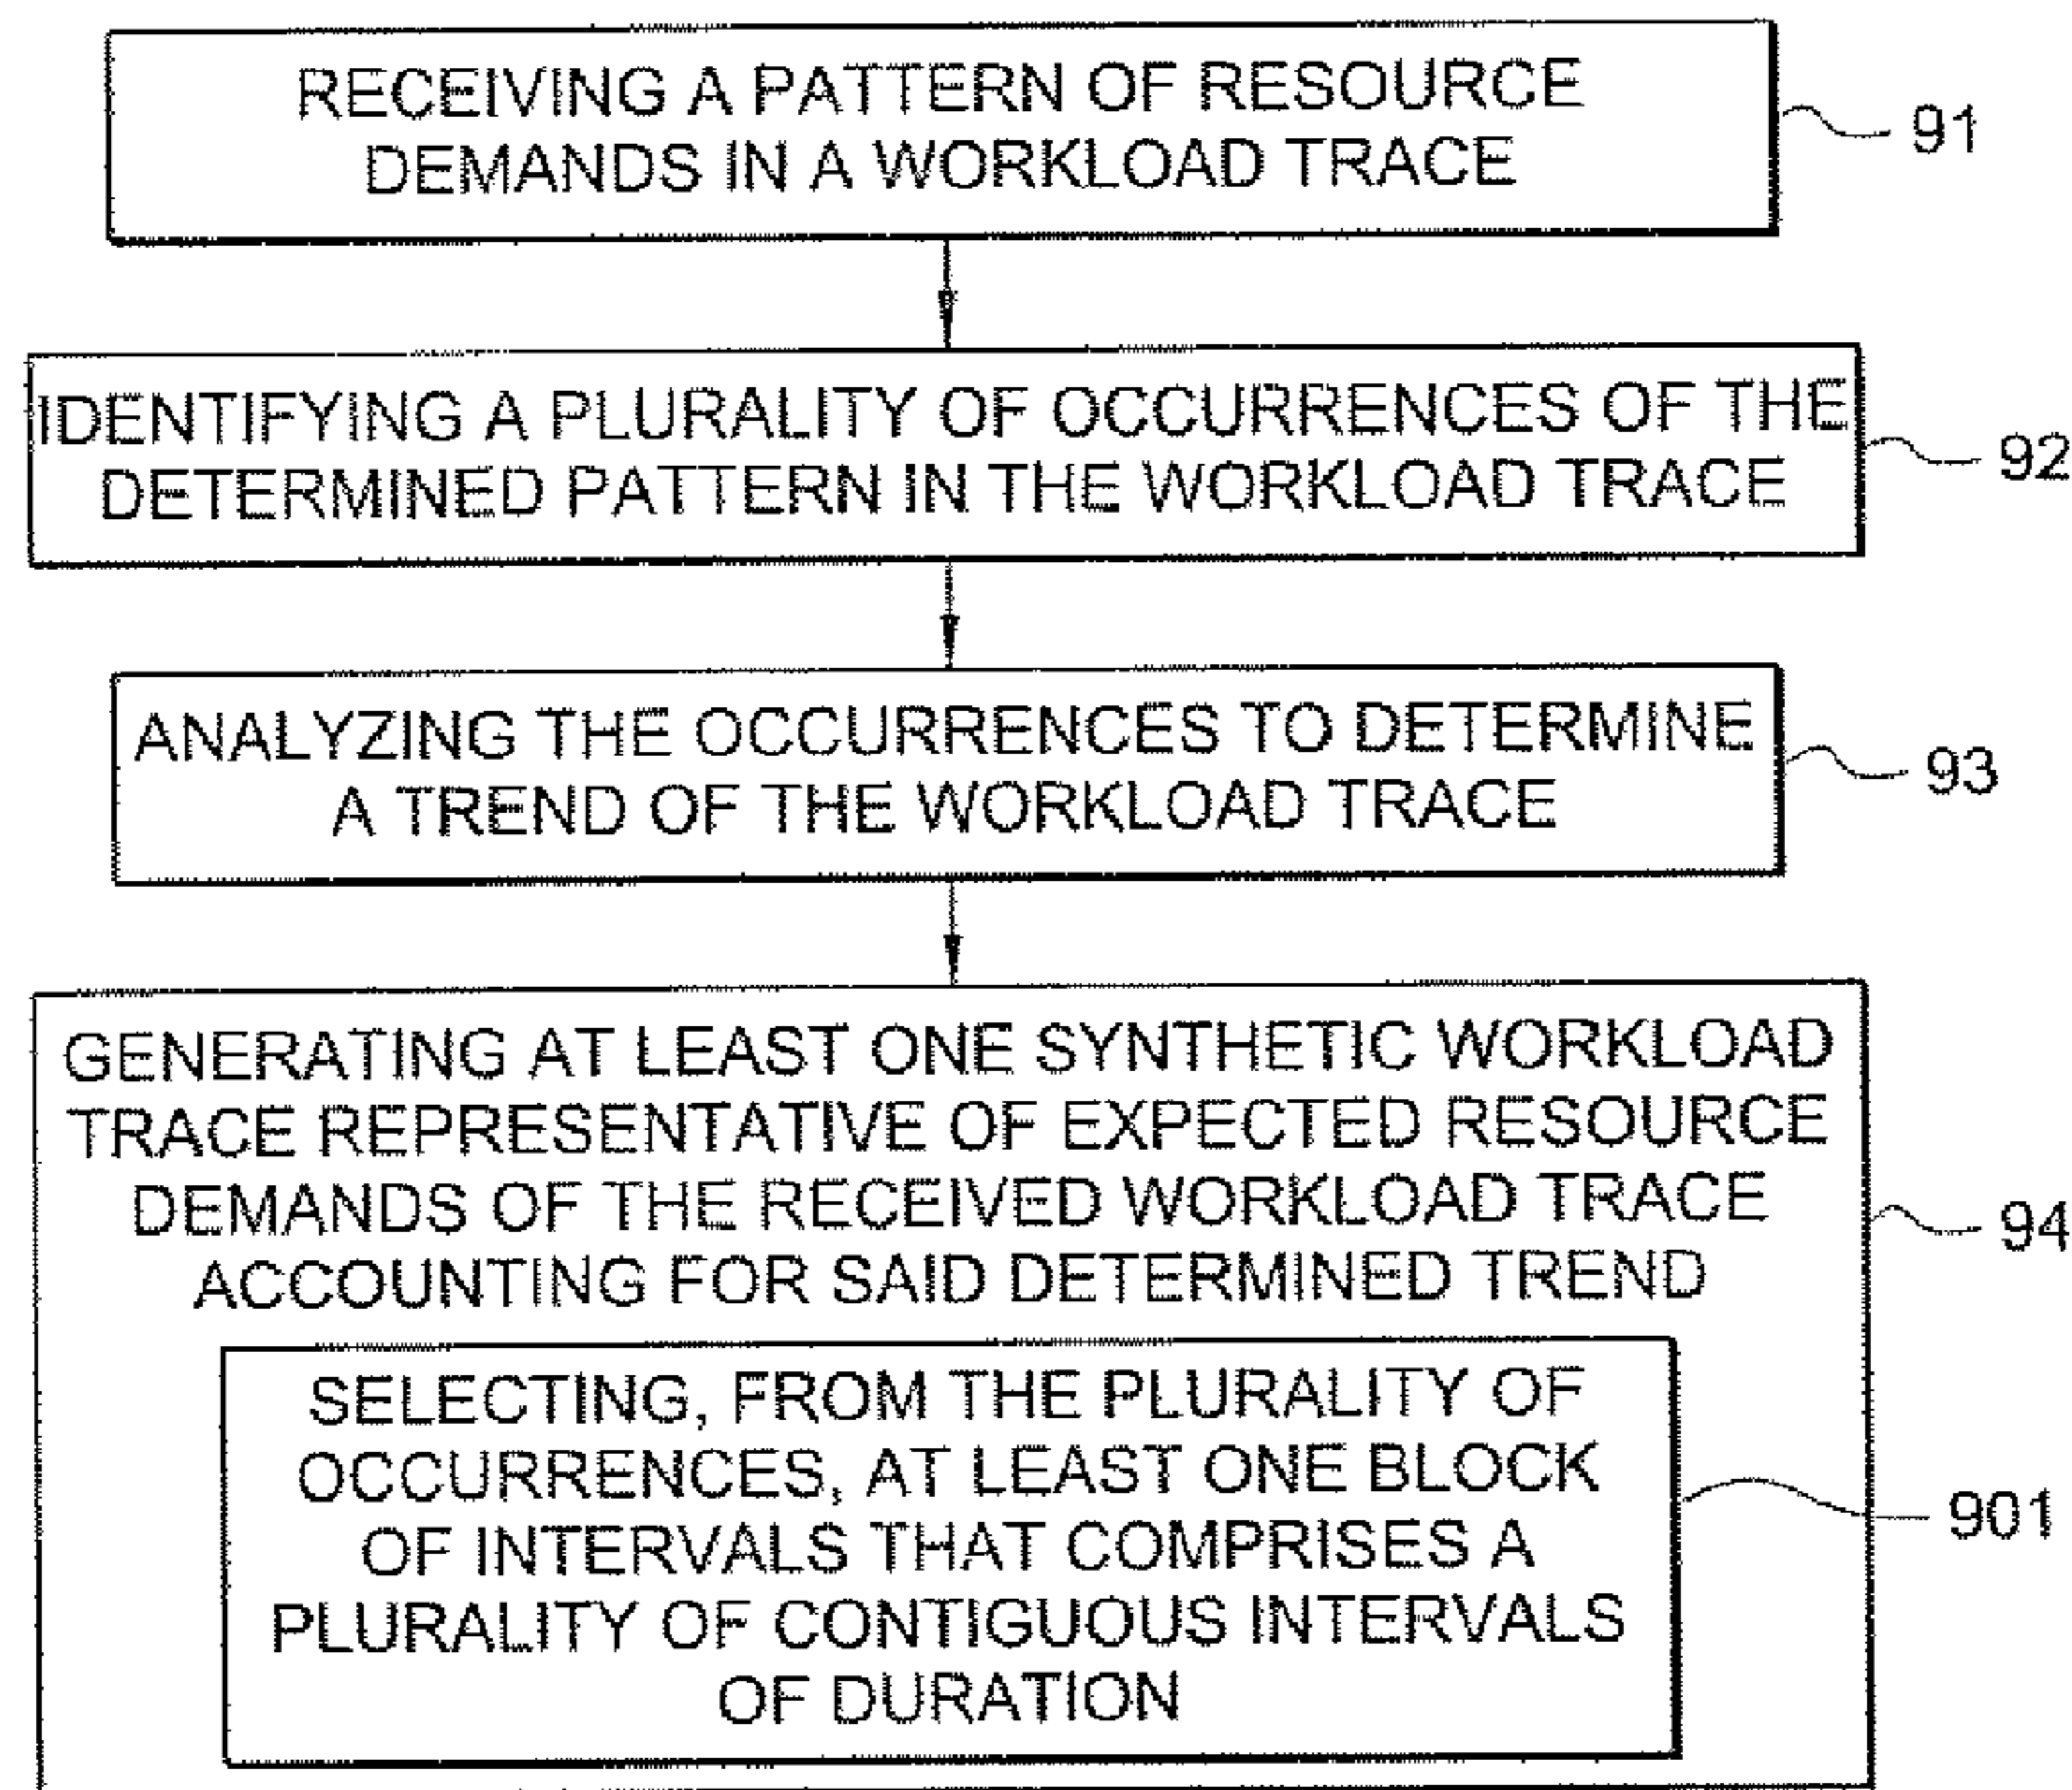 RECEIVING A PATTERN OF RESOURCE
DEMANDS IN A WORKLOAD TRACE
91
IDENTIFYING A PLURALITY OF OCCURRENCES OF THE
DETERMINED PATTERN IN THE WORKLOAD TRACE
92
ANALYZING THE OCCURRENCES TO DETERMINE
A TREND OF THE WORKLOAD TRACE
93
GENERATING AT LEAST ONE SYNTHETIC WORKLOAD
TRACE REPRESENTATIVE OF EXPECTED RESOURCE
DEMANDS OF THE RECEIVED WORKLOAD TRACE
ACCOUNTING FOR SAID DETERMINED TREND
94
SELECTING, FROM THE PLURALITY OF
OCCURRENCES, AT LEAST ONE BLOCK
OF INTERVALS THAT COMPRISES A
PLURALITY OF CONTIGUOUS INTERVALS
OF DURATION
901